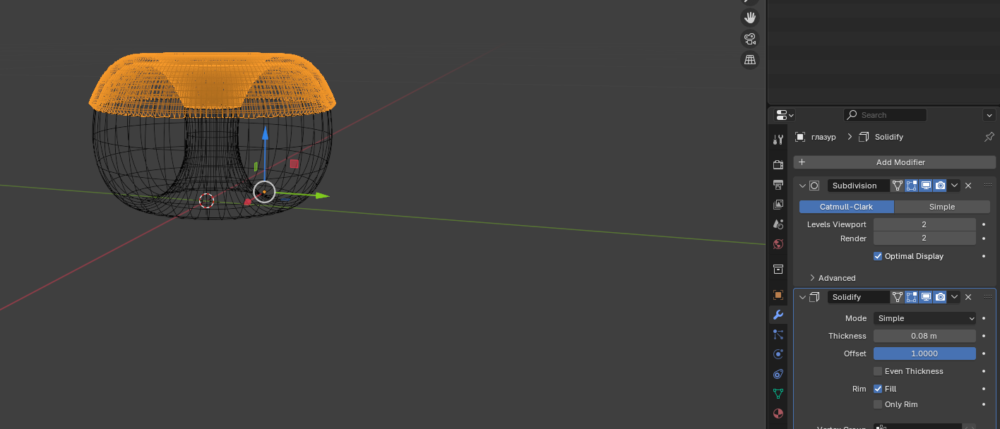 Search
глазур > Solidify
+ Add Modifier
Subdivision
Catmull-Clark Simple
Levels Viewport 2
Render 2
Optimal Display
Advanced
Solidify
Mode Simple
Thickness 0.08 m
Offset 1.0000
Even Thickness
Rim Fill
Only Rim